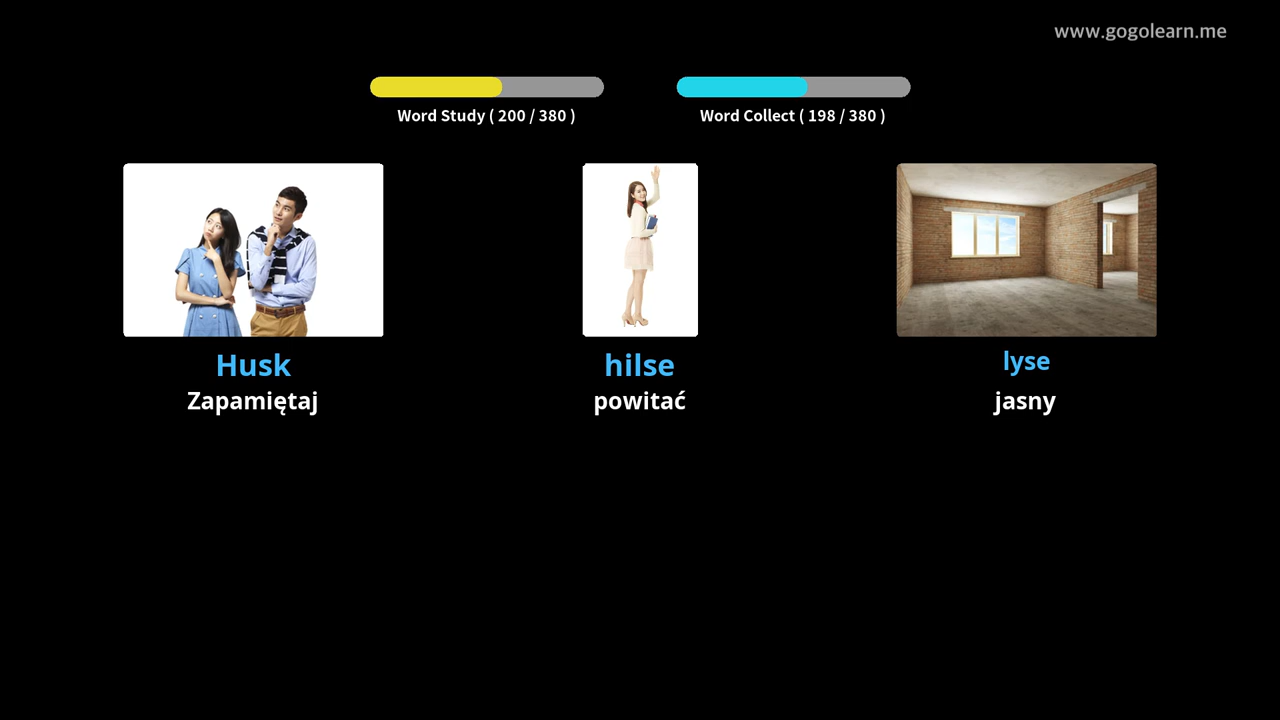 www.gogolearn.me
Word Study ( 200 / 380 )
Word Collect ( 198 / 380 )
Husk
Zapamiętaj
hilse
powitać
lyse
jasny